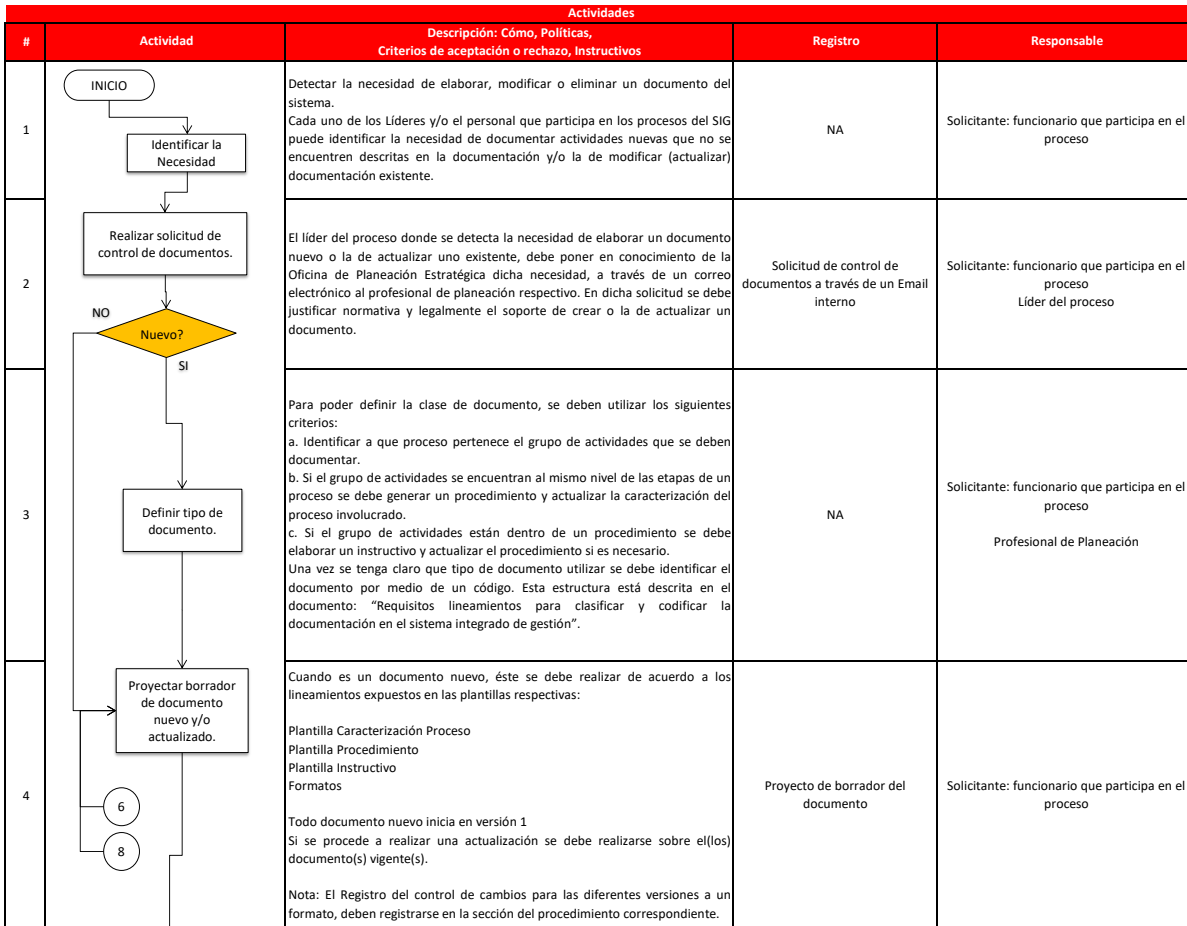 Actividades
#
Actividad
Descripción: Cómo, Políticas,
Criterios de aceptación o rechazo, Instructivos
Registro
Responsable
1
INICIO
Identificar la
Necesidad
Detectar la necesidad de elaborar, modificar o eliminar un documento del
sistema.
Cada uno de los Líderes y/o el personal que participa en los procesos del SIG
puede identificar la necesidad de documentar actividades nuevas que no se
encuentren descritas en la documentación y/o la de modificar (actualizar)
documentación existente.
NA
Solicitante: funcionario que participa en el
proceso
2
Realizar solicitud de
control de documentos.
NO
Nuevo?
SI
El líder del proceso donde se detecta la necesidad de elaborar un documento
nuevo o la de actualizar uno existente, debe poner en conocimiento de la
Oficina de Planeación Estratégica dicha necesidad, a través de un correo
electrónico al profesional de planeación respectivo. En dicha solicitud se debe
justificar normativa y legalmente el soporte de crear o la de actualizar un
documento.
Solicitud de control de
documentos a través de un Email
interno
Solicitante: funcionario que participa en el
proceso
Líder del proceso
3
Definir tipo de
documento.
Para poder definir la clase de documento, se deben utilizar los siguientes
criterios:
a. Identificar a que proceso pertenece el grupo de actividades que se deben
documentar.
b. Si el grupo de actividades se encuentran al mismo nivel de las etapas de un
proceso se debe generar un procedimiento y actualizar la caracterización del
proceso involucrado.
c. Si el grupo de actividades están dentro de un procedimiento se debe
elaborar un instructivo y actualizar el procedimiento si es necesario.
Una vez se tenga claro que tipo de documento utilizar se debe identificar el
documento por medio de un código. Esta estructura está descrita en el
documento: “Requisitos lineamientos para clasificar y codificar la
documentación en el sistema integrado de gestión”.
NA
Solicitante: funcionario que participa en el
proceso
Profesional de Planeación
4
Proyectar borrador
de documento
nuevo y/o
actualizado.
6
8
Cuando es un documento nuevo, éste se debe realizar de acuerdo a los
lineamientos expuestos en las plantillas respectivas:
Plantilla Caracterización Proceso
Plantilla Procedimiento
Plantilla Instructivo
Formatos
Todo documento nuevo inicia en versión 1
Si se procede a realizar una actualización se debe realizarse sobre el(los)
documento(s) vigente(s).
Nota: El Registro del control de cambios para las diferentes versiones a un
formato, deben registrarse en la sección del procedimiento correspondiente.
Proyecto de borrador del
documento
Solicitante: funcionario que participa en el
proceso